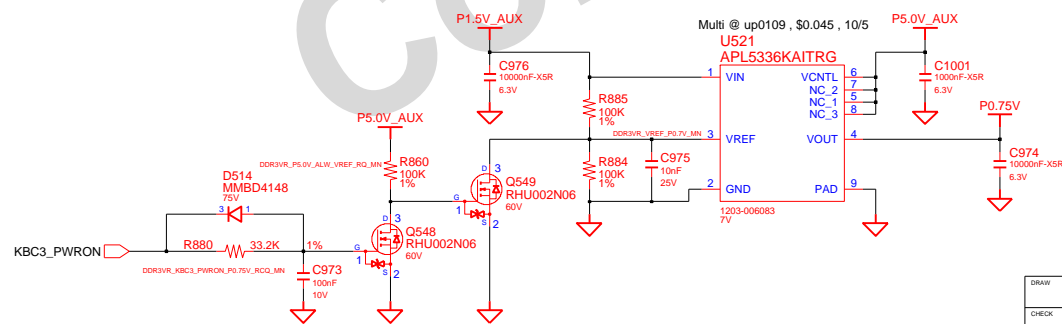 Multi @ up0109 , $0.045 , 10/5
P1.5V_AUX
P5.0V_AUX
U521
APL5336KAITRG
C976
10000nF-X5R
6.3V
1
VIN
VCNTL
6
NC_2
7
NC_1
5
NC_3
8
C1001
10000nF-X5R
6.3V
R885
100K
1%
P0.75V
P5.0V_AUX
DDR3VR_VREF_P0.7V_MN
3
VREF
VOUT
4
DDR3VR_P5.0V_ALW_VREF_RQ_MN
R860
100K
1%
R884
100K
1%
C975
10nF
25V
C974
10000nF-X5R
6.3V
D514
MMBD4148
75V
3
1
D
3
G
1
S
2
Q549
RHU002N06
60V
2
GND
PAD
9
1203-006083
7V
KBC3_PWRON
R880
33.2K
1%
DDR3VR_KBC3_PWRON_P0.75V_RCQ_MN
C973
100nF
10V
D
3
G
1
S
2
Q548
RHU002N06
60V
DRAW
CHECK